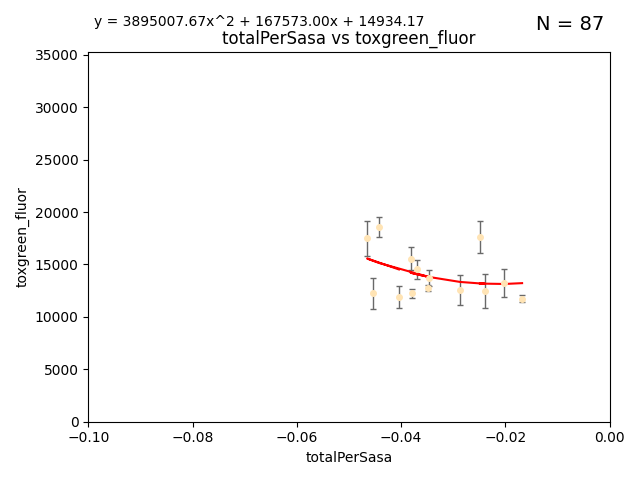 y = 3895007.67x^2 + 167573.00x + 14934.17
N = 87
totalPerSasa vs toxgreen_fluor
35000
30000
25000
20000
15000
10000
5000
0
toxgreen_fluor
−0.10
−0.08
−0.06
−0.04
−0.02
0.00
totalPerSasa